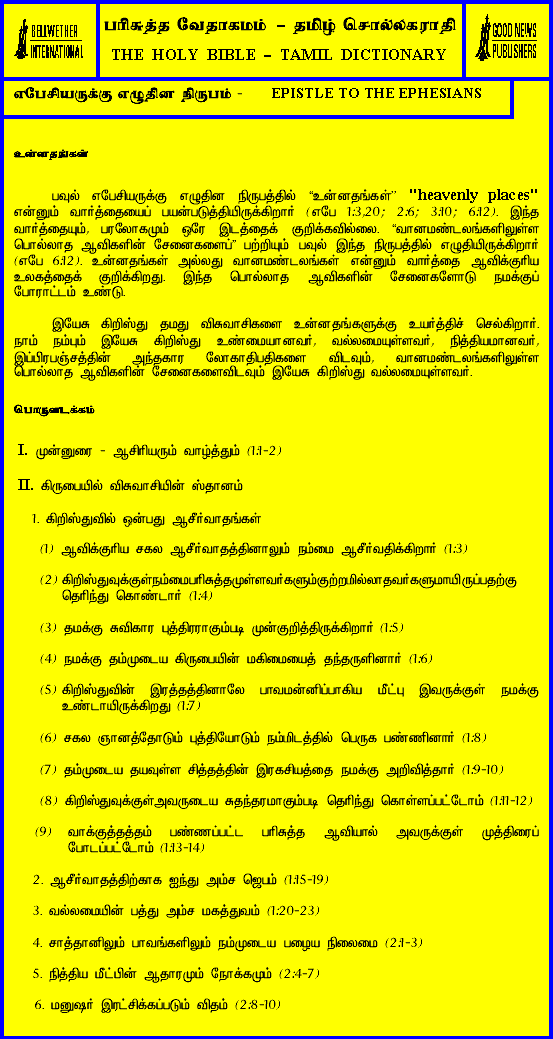 BELLWETHER
INTERNATIONAL
பரிசுத்த வேதாகமம் – தமிழ் சொல்லகராதி
THE HOLY BIBLE – TAMIL DICTIONARY
GOOD NEWS
PUBLISHERS
எபேசியருக்கு எழுதின நிருபம் - EPISTLE TO THE EPHESIANS
உன்னதங்கள்
பவுல் எபேசியருக்கு எழுதின நிருபத்தில் “உன்னதங்கள்” "heavenly places"
என்னும் வார்த்தையைப் பயன்படுத்தியிருக்கிறார் (எபே 1:3,20; 2:6; 3:10; 6:12). இந்த
வார்த்தையும், பரலோகமும் ஒரே இடத்தைக் குறிக்கவில்லை. “வானமண்டலங்களிலுள்ள
பொல்லாத ஆவிகளின் சேனைகளைப்” பற்றியும் பவுல் இந்த நிருபத்தில் எழுதியிருக்கிறார்
(எபே 6:12). உன்னதங்கள் அல்லது வானமண்டலங்கள் என்னும் வார்த்தை ஆவிக்குரிய
உலகத்தைக் குறிக்கிறது. இந்த பொல்லாத ஆவிகளின் சேனைகளோடு நமக்குப்
போராட்டம் உண்டு.
இயேசு கிறிஸ்து தமது விசுவாசிகளை உன்னதங்களுக்கு உயர்த்திச் செல்கிறார்.
நாம் நம்பும் இயேசு கிறிஸ்து உண்மையானவர், வல்லமையுள்ளவர், நித்தியமானவர்,
இப்பிரபஞ்சத்தின் அந்தகார லோகாதிபதிகளை விடவும், வானமண்டலங்களிலுள்ள
பொல்லாத ஆவிகளின் சேனைகளைவிடவும் இயேசு கிறிஸ்து வல்லமையுள்ளவர்.
பொருளடக்கம்
I. முன்னுரை - ஆசிரியரும் வாழ்த்தும் (1:1-2)
II. கிருபையில் விசுவாசியின் ஸ்தானம்
1. கிறிஸ்துவில் ஒன்பது ஆசீர்வாதங்கள்
(1) ஆவிக்குரிய சகல ஆசீர்வாதத்தினாலும் நம்மை ஆசீர்வதிக்கிறார் (1:3)
(2) கிறிஸ்துவுக்குள்நம்மைபரிசுத்தமுள்ளவர்களும்குற்றமில்லாதவர்களுமாயிருப்பதற்கு
தெரிந்து கொண்டார் (1:4)
(3) தமக்கு சுவிகார புத்திரராகும்படி முன்குறித்திருக்கிறார் (1:5)
(4) நமக்கு தம்முடைய கிருபையின் மகிமையைத் தந்தருளினார் (1:6)
(5) கிறிஸ்துவின் இரத்தத்தினாலே பாவமன்னிப்பாகிய மீட்பு இவருக்குள் நமக்கு
உண்டாயிருக்கிறது (1:7)
(6) சகல ஞானத்தோடும் புத்தியோடும் நம்மிடத்தில் பெருக பண்ணினார் (1:8)
(7) தம்முடைய தயவுள்ள சித்தத்தின் இரகசியத்தை நமக்கு அறிவித்தார் (1:9-10)
(8) கிறிஸ்துவுக்குள்அவருடைய சுதந்தரமாகும்படி தெரிந்து கொள்ளப்பட்டோம் (1:11-12)
(9) வாக்குத்தத்தம் பண்ணப்பட்ட பரிசுத்த ஆவியால் அவருக்குள் முத்திரைப்
போடப்பட்டோம் (1:13-14)
2. ஆசீர்வாதத்திற்காக ஐந்து அம்ச ஜெபம் (1:15-19)
3. வல்லமையின் பத்து அம்ச மகத்துவம் (1:20-23)
4. சாத்தானிலும் பாவங்களிலும் நம்முடைய பழைய நிலைமை (2:1-3)
5. நித்திய மீட்பின் ஆதாரமும் நோக்கமும் (2:4-7)
6. மனுஷர் இரட்சிக்கப்படும் விதம் (2:8-10)